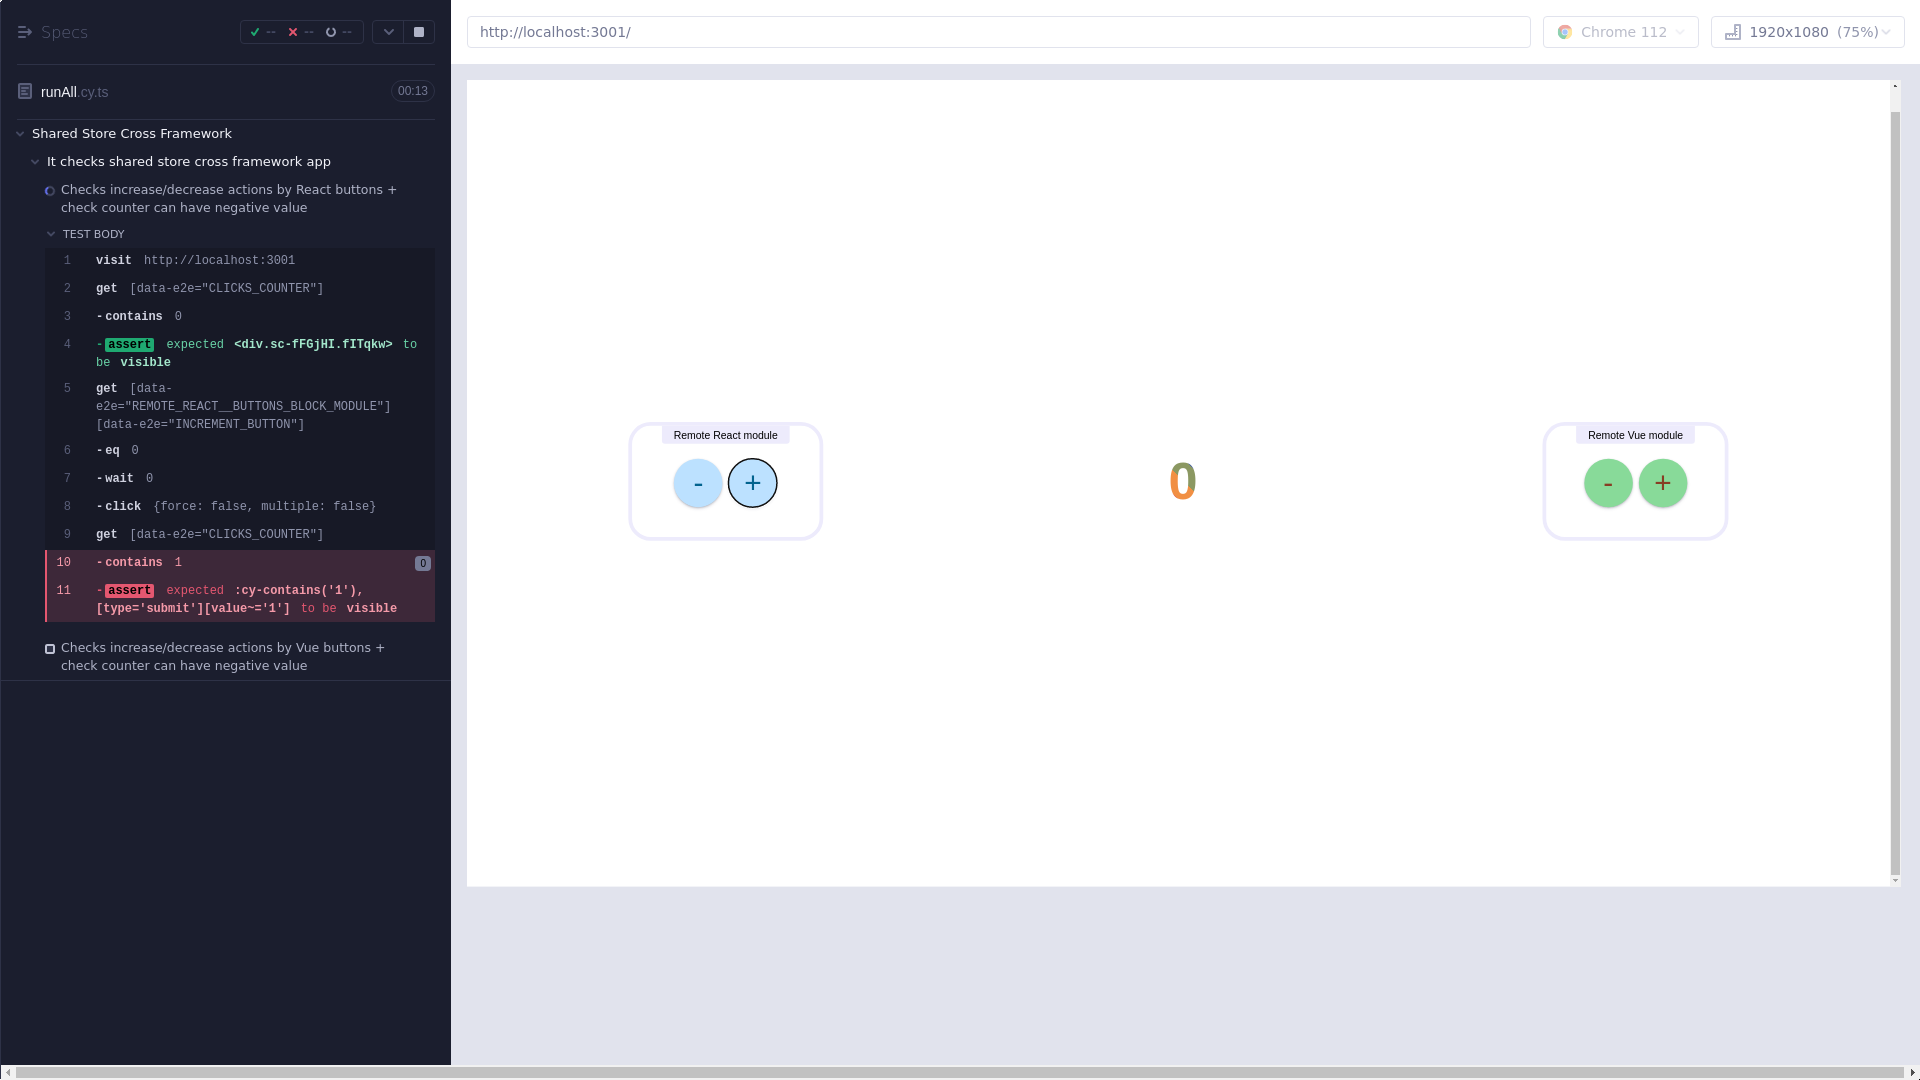 Specs
-- -- --
runAll.cy.ts 00:13
Shared Store Cross Framework
It checks shared store cross framework app
Checks increase/decrease actions by React buttons +
check counter can have negative value
TEST BODY
1 visit http://localhost:3001
2 get [data-e2e="CLICKS_COUNTER"]
3 -contains 0
4 -assert expected <div.sc-fFGjHI.fITqkw> to
be visible
5 get [data-
e2e="REMOTE_REACT__BUTTONS_BLOCK_MODULE"]
[data-e2e="INCREMENT_BUTTON"]
6 -eq 0
7 -wait 0
8 -click {force: false, multiple: false}
9 get [data-e2e="CLICKS_COUNTER"]
10 -contains 1 0
11 -assert expected :cy-contains('1'),
[type='submit'][value~='1'] to be visible
Checks increase/decrease actions by Vue buttons +
check counter can have negative value
http://localhost:3001/
Chrome 112
1920x1080 (75%)
Remote React module
- +
0
Remote Vue module
- +